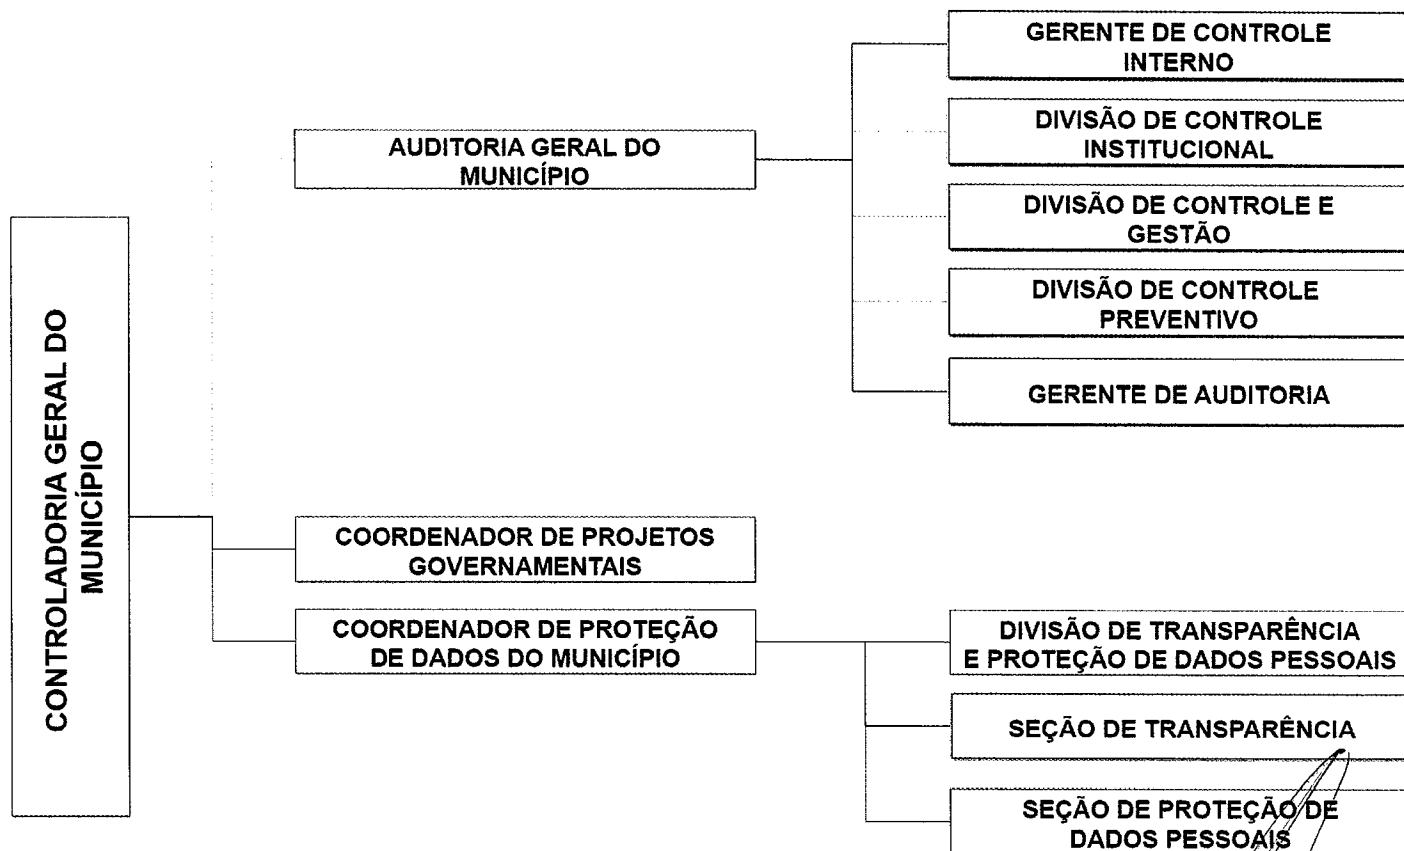 CONTROLADORIA GERAL DO
MUNICÍPIO
AUDITORIA GERAL DO
MUNICÍPIO
GERENTE DE CONTROLE
INTERNO
DIVISÃO DE CONTROLE
INSTITUCIONAL
DIVISÃO DE CONTROLE E
GESTÃO
DIVISÃO DE CONTROLE
PREVENTIVO
GERENTE DE AUDITORIA
COORDENADOR DE PROJETOS
GOVERNAMENTAIS
COORDENADOR DE PROTEÇÃO
DE DADOS DO MUNICÍPIO
DIVISÃO DE TRANSPARÊNCIA
E PROTEÇÃO DE DADOS PESSOAIS
SEÇÃO DE TRANSPARÊNCIA
SEÇÃO DE PROTEÇÃO DE
DADOS PESSOAIS